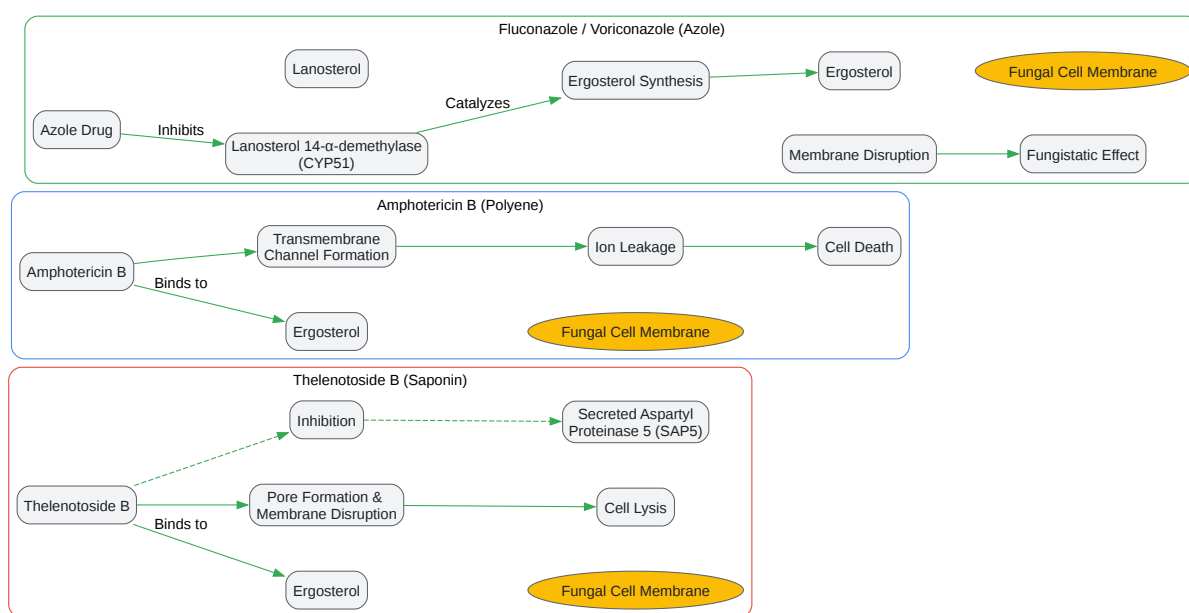 Fluconazole / Voriconazole (Azole)
Lanosterol
Ergosterol Synthesis
Ergosterol
Fungal Cell Membrane
Catalyzes
Azole Drug
Inhibits
Lanosterol 14-α-demethylase
(CYP51)
Membrane Disruption
Fungistatic Effect
Amphotericin B (Polyene)
Transmembrane
Channel Formation
Ion Leakage
Cell Death
Amphotericin B
Binds to
Ergosterol
Fungal Cell Membrane
Thelenotoside B (Saponin)
Inhibition
Secreted Aspartyl
Proteinase 5 (SAP5)
Thelenotoside B
Pore Formation &
Membrane Disruption
Cell Lysis
Binds to
Ergosterol
Fungal Cell Membrane